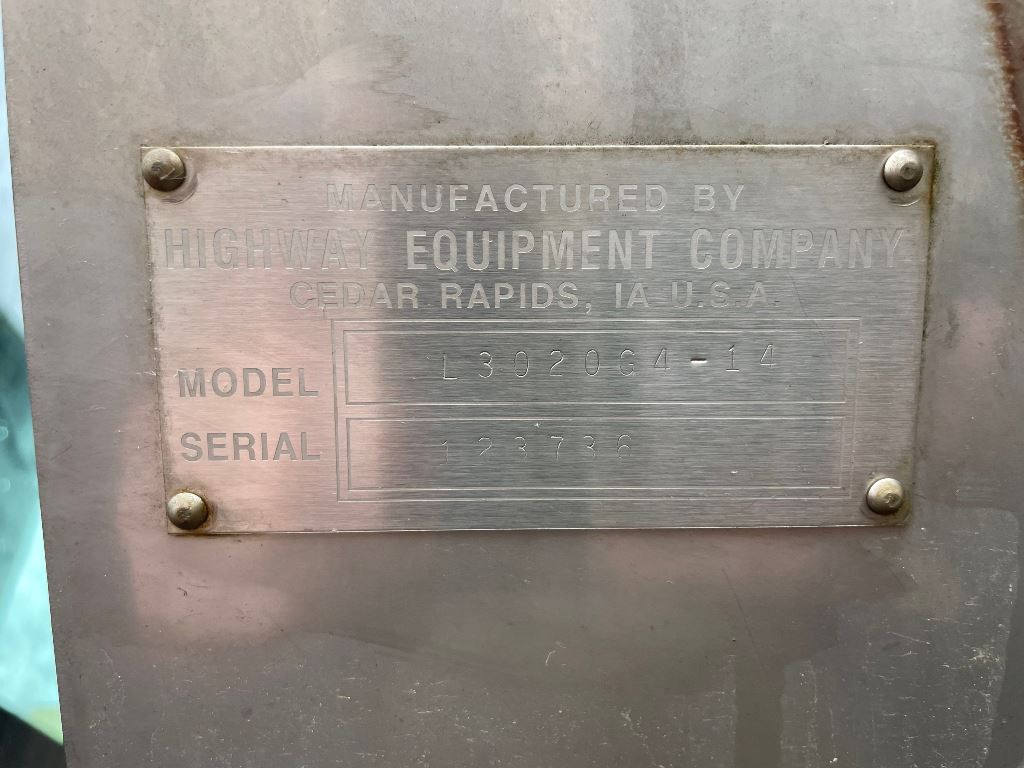 MANUFACTURED BY
HIGHWAY EQUIPMENT COMPANY
CEDAR RAPIDS, IA U.S.A.
MODEL L3020G4-14
SERIAL 123736